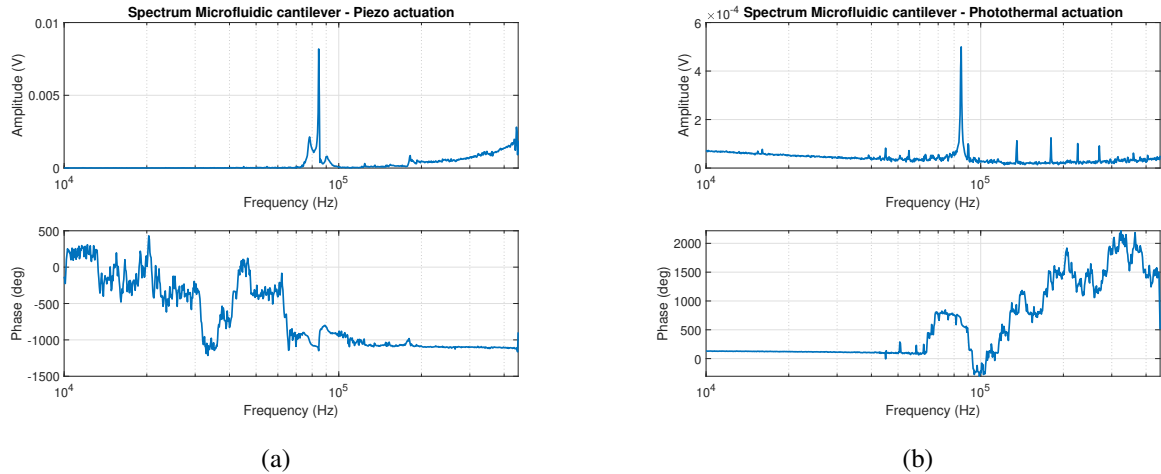 Spectrum Microfluidic cantilever - Piezo actuation
0.01
0.005
0
Amplitude (V)
10^4
10^5
Frequency (Hz)
500
0
-500
-1000
-1500
Phase (deg)
10^4
10^5
Frequency (Hz)
(a)
×10^-4 Spectrum Microfluidic cantilever - Photothermal actuation
6
4
2
0
Amplitude (V)
10^4
10^5
Frequency (Hz)
2000
1500
1000
500
0
Phase (deg)
10^4
10^5
Frequency (Hz)
(b)